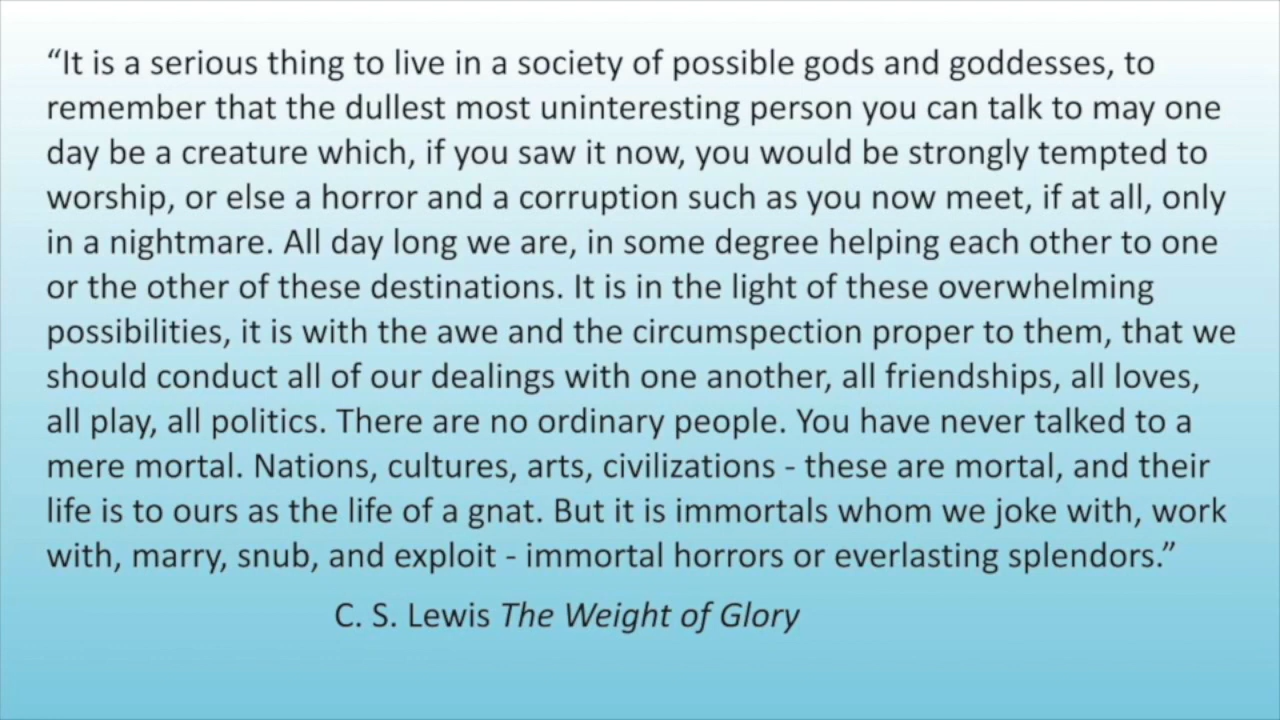 “It is a serious thing to live in a society of possible gods and goddesses, to
remember that the dullest most uninteresting person you can talk to may one
day be a creature which, if you saw it now, you would be strongly tempted to
worship, or else a horror and a corruption such as you now meet, if at all, only
in a nightmare. All day long we are, in some degree helping each other to one
or the other of these destinations. It is in the light of these overwhelming
possibilities, it is with the awe and the circumspection proper to them, that we
should conduct all of our dealings with one another, all friendships, all loves,
all play, all politics. There are no ordinary people. You have never talked to a
mere mortal. Nations, cultures, arts, civilizations - these are mortal, and their
life is to ours as the life of a gnat. But it is immortals whom we joke with, work
with, marry, snub, and exploit - immortal horrors or everlasting splendors.”
C. S. Lewis The Weight of Glory